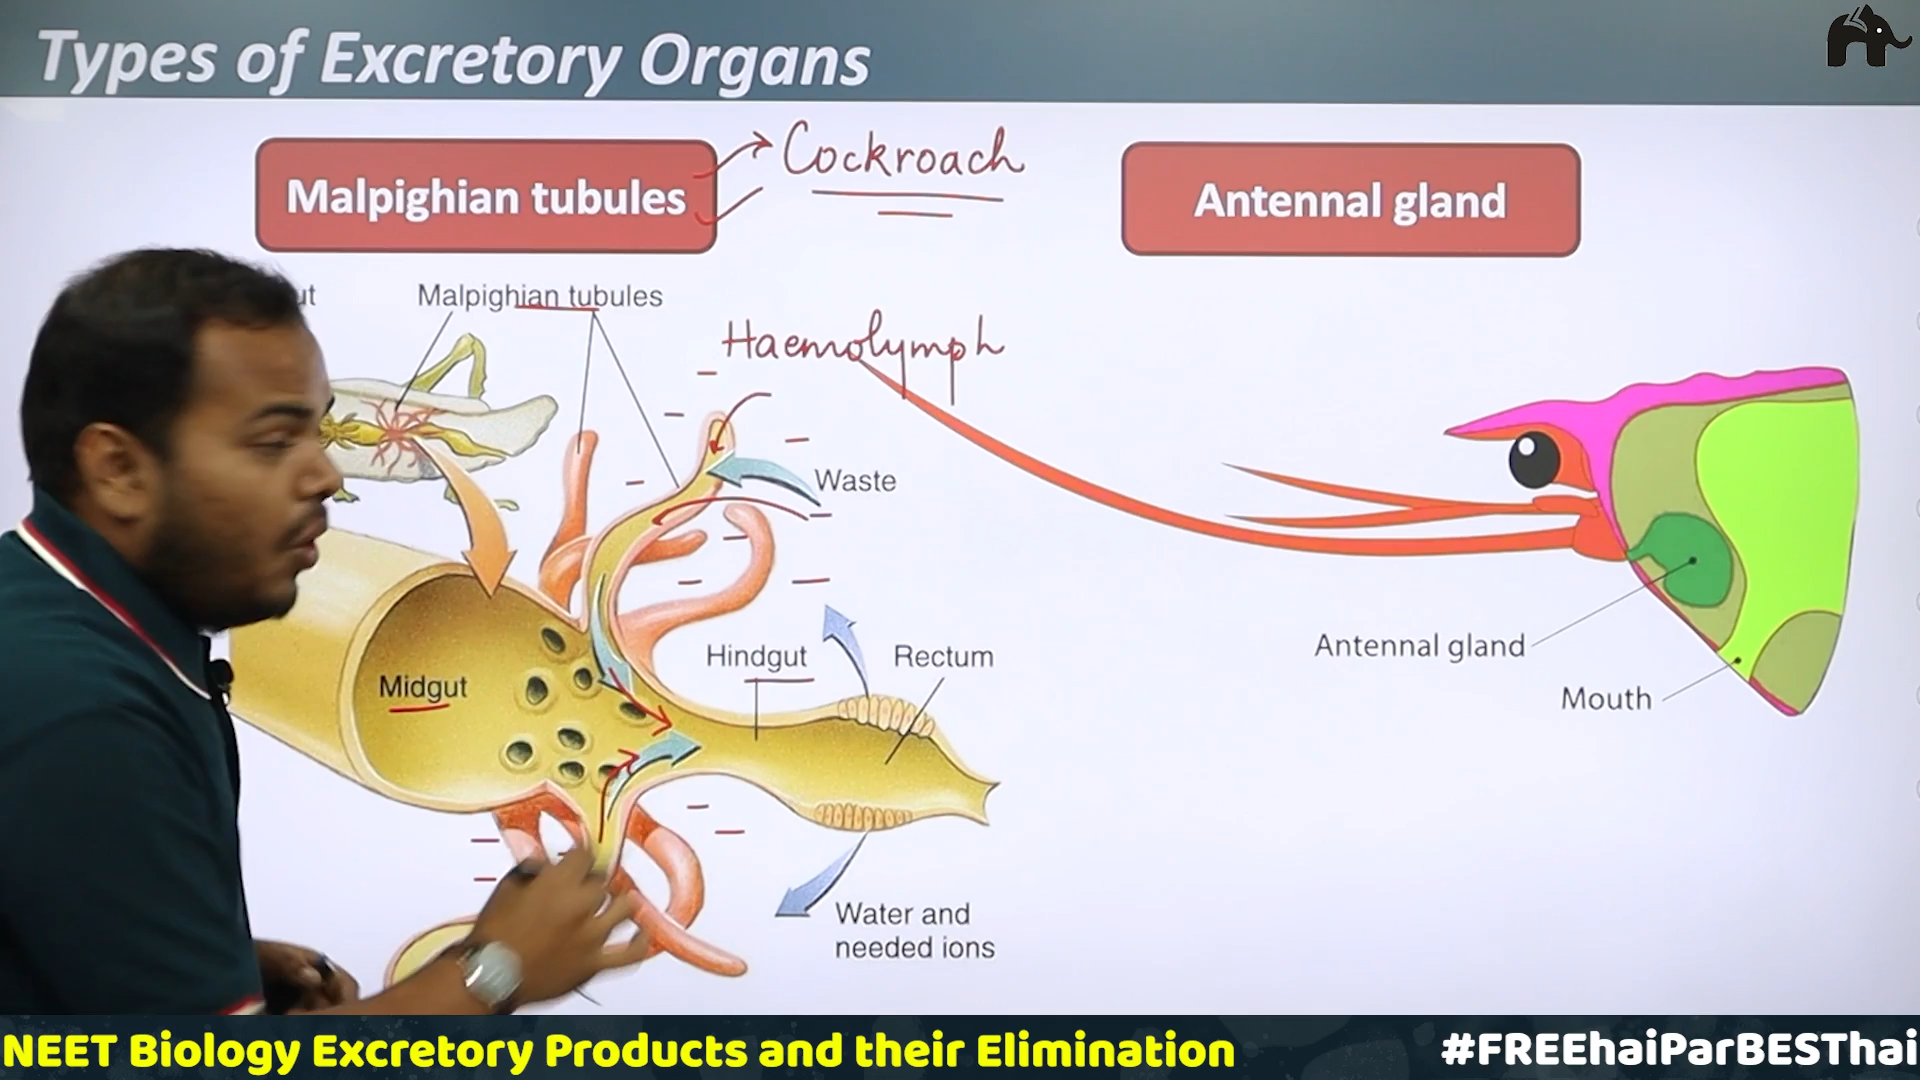 Types of Excretory Organs
Malpighian tubules
Cockroach
Antennal gland
Malpighian tubules
Haemolymph
Waste
Midgut
Hindgut
Rectum
Antennal gland
Mouth
Water and
needed ions
NEET Biology Excretory Products and their Elimination
#FREEhaiParBESThai